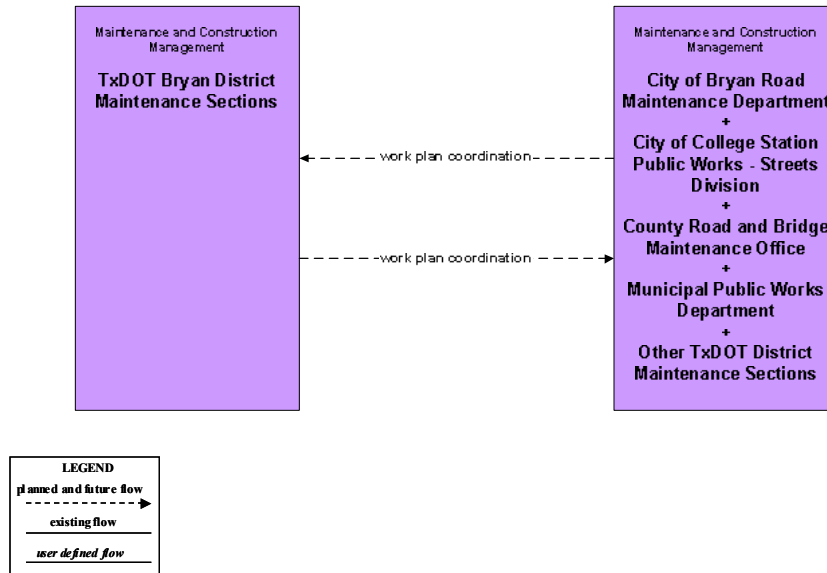 Maintenance and Construction
Management
TxDOT Bryan District
Maintenance Sections
work plan coordination
work plan coordination
Maintenance and Construction
Management
City of Bryan Road
Maintenance Department
+
City of College Station
Public Works - Streets
Division
+
County Road and Bridge
Maintenance Office
+
Municipal Public Works
Department
+
Other TxDOT District
Maintenance Sections
LEGEND
planned and future flow
existing flow
user defined flow